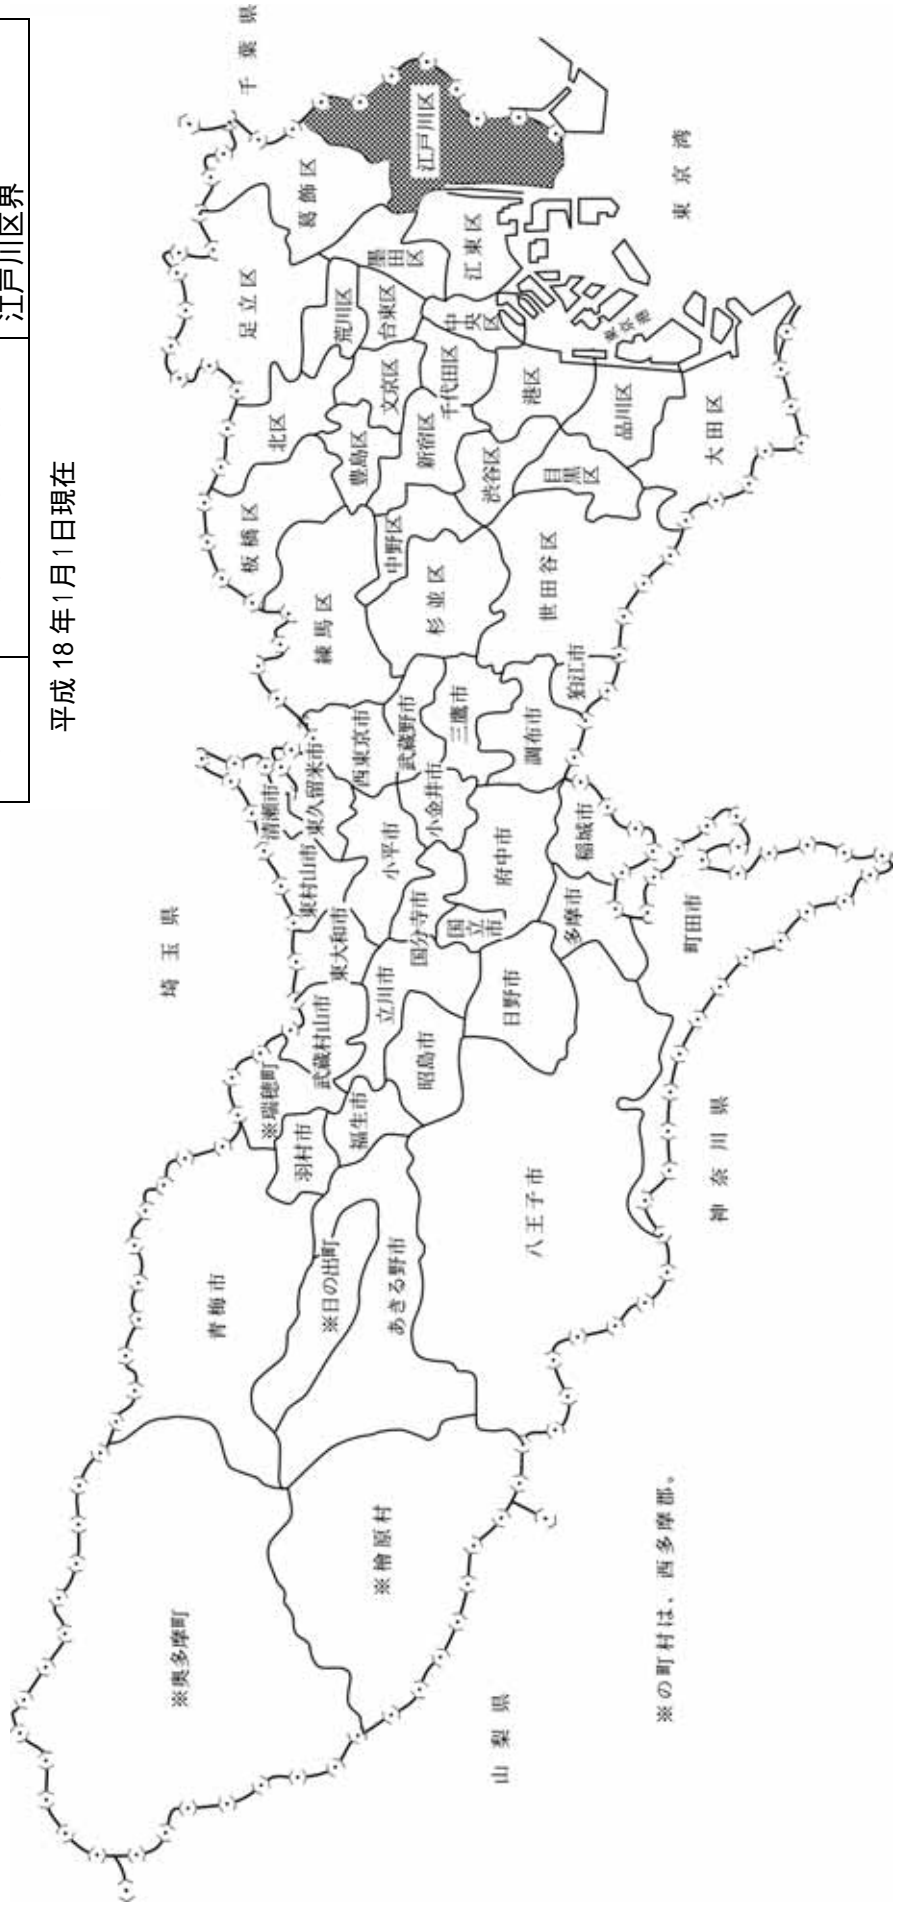 江戸川区界
平成18年1月1日現在
千葉県
埼玉県
東京湾
東京港
神奈川県
山梨県
江戸川区
葛飾区
足立区
墨田区
江東区
荒川区
台東区
中央区
北区
文京区
千代田区
港区
品川区
大田区
豊島区
新宿区
渋谷区
目黒区
板橋区
中野区
練馬区
杉並区
世田谷区
狛江市
西東京市
武蔵野市
三鷹市
調布市
清瀬市
東久留米市
小平市
小金井市
府中市
稲城市
東村山市
東大和市
国分寺市
国立市
多摩市
町田市
武蔵村山市
立川市
昭島市
日野市
※瑞穂町
羽村市
福生市
八王子市
青梅市
※日の出町
あきる野市
※奥多摩町
※檜原村
※の町村は、西多摩郡。